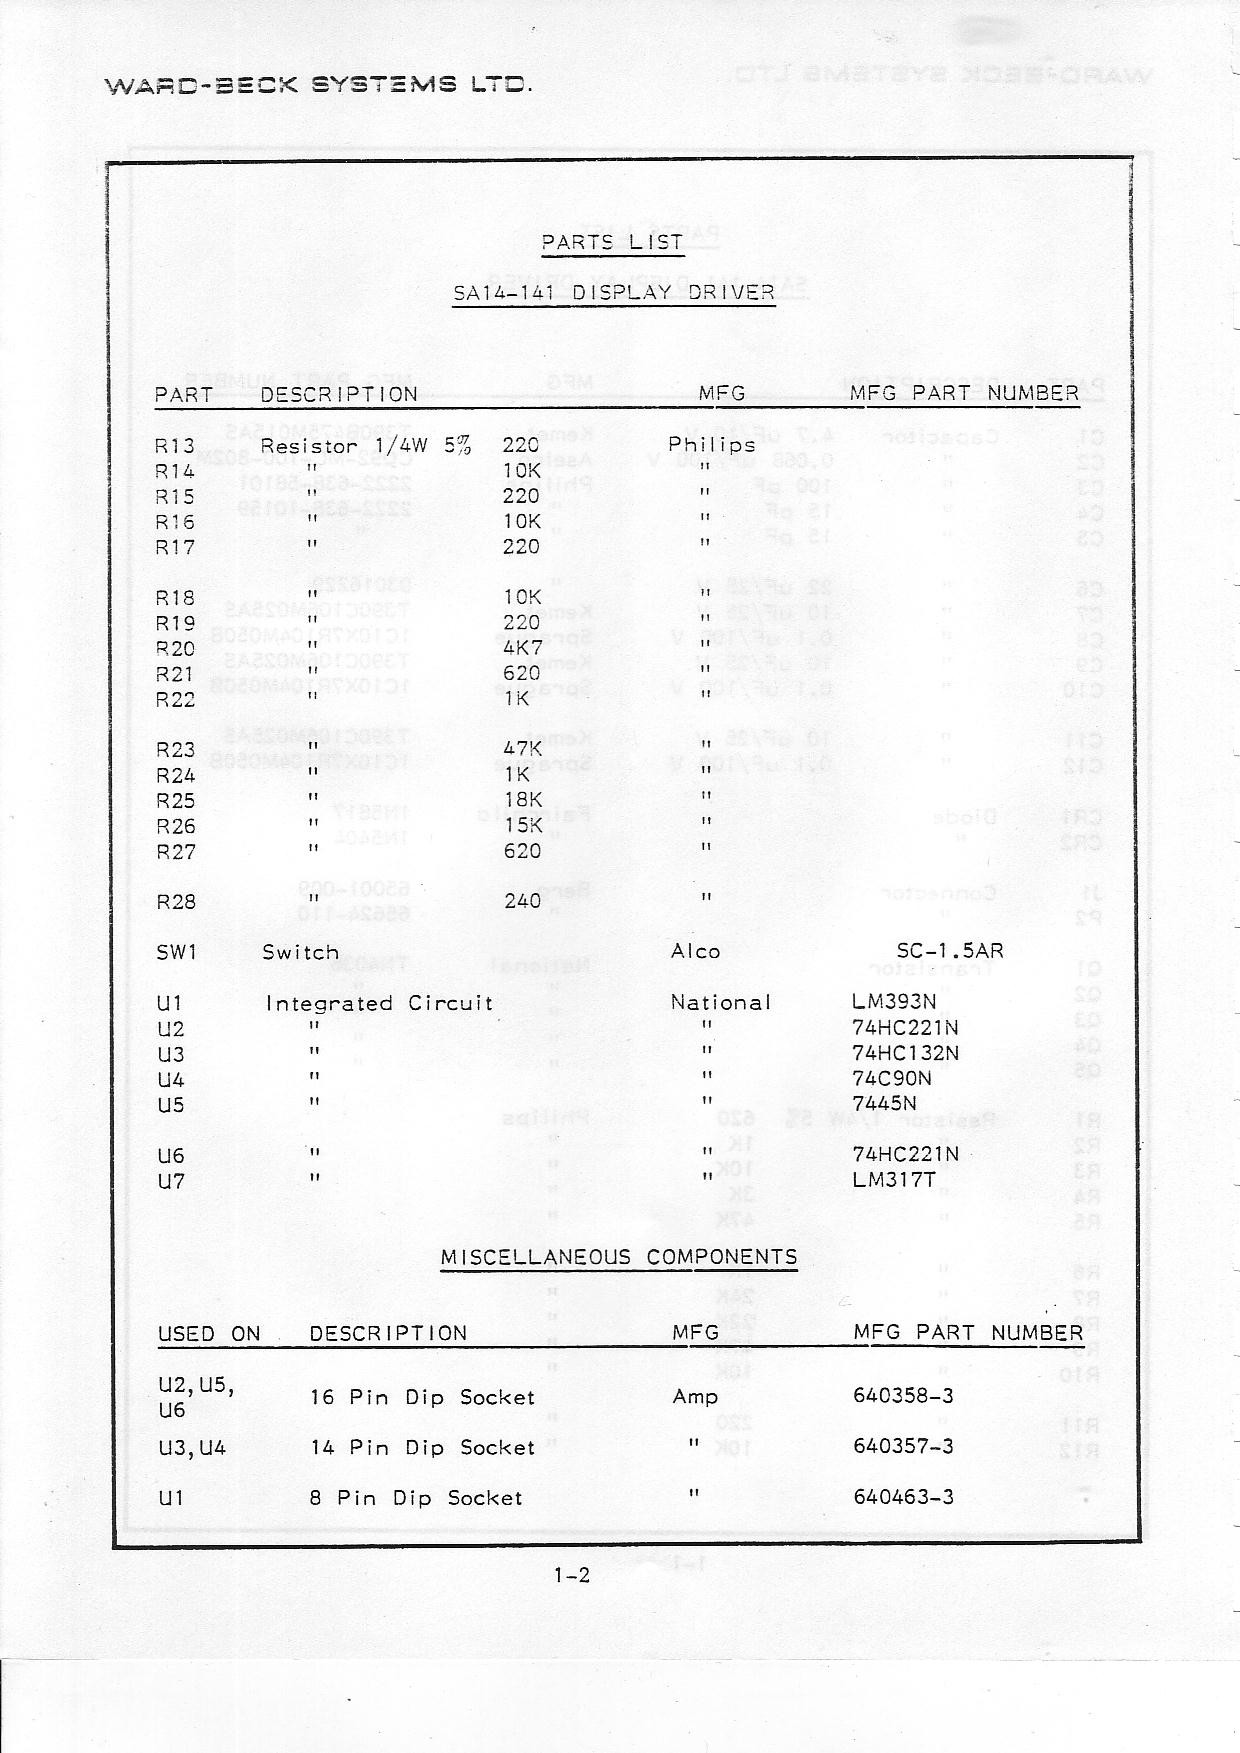 WARD-BECK SYSTEMS LTD.
PARTS LIST
SA14-141 DISPLAY DRIVER
PART DESCRIPTION MFG MFG PART NUMBER
R13 Resistor 1/4W 5% 220 Philips
R14 " 10K "
R15 " 220 "
R16 " 10K "
R17 " 220 "
R18 " 10K "
R19 " 220 "
R20 " 4K7 "
R21 " 620 "
R22 " 1K "
R23 " 47K "
R24 " 1K "
R25 " 18K "
R26 " 15K "
R27 " 620 "
R28 " 240 "
SW1 Switch Alco SC-1.5AR
U1 Integrated Circuit National LM393N
U2 " " 74HC221N
U3 " " 74HC132N
U4 " " 74C90N
U5 " " 7445N
U6 " " 74HC221N
U7 " " LM317T
MISCELLANEOUS COMPONENTS
USED ON DESCRIPTION MFG MFG PART NUMBER
U2,U5,
U6 16 Pin Dip Socket Amp 640358-3
U3,U4 14 Pin Dip Socket " 640357-3
U1 8 Pin Dip Socket " 640463-3
1-2